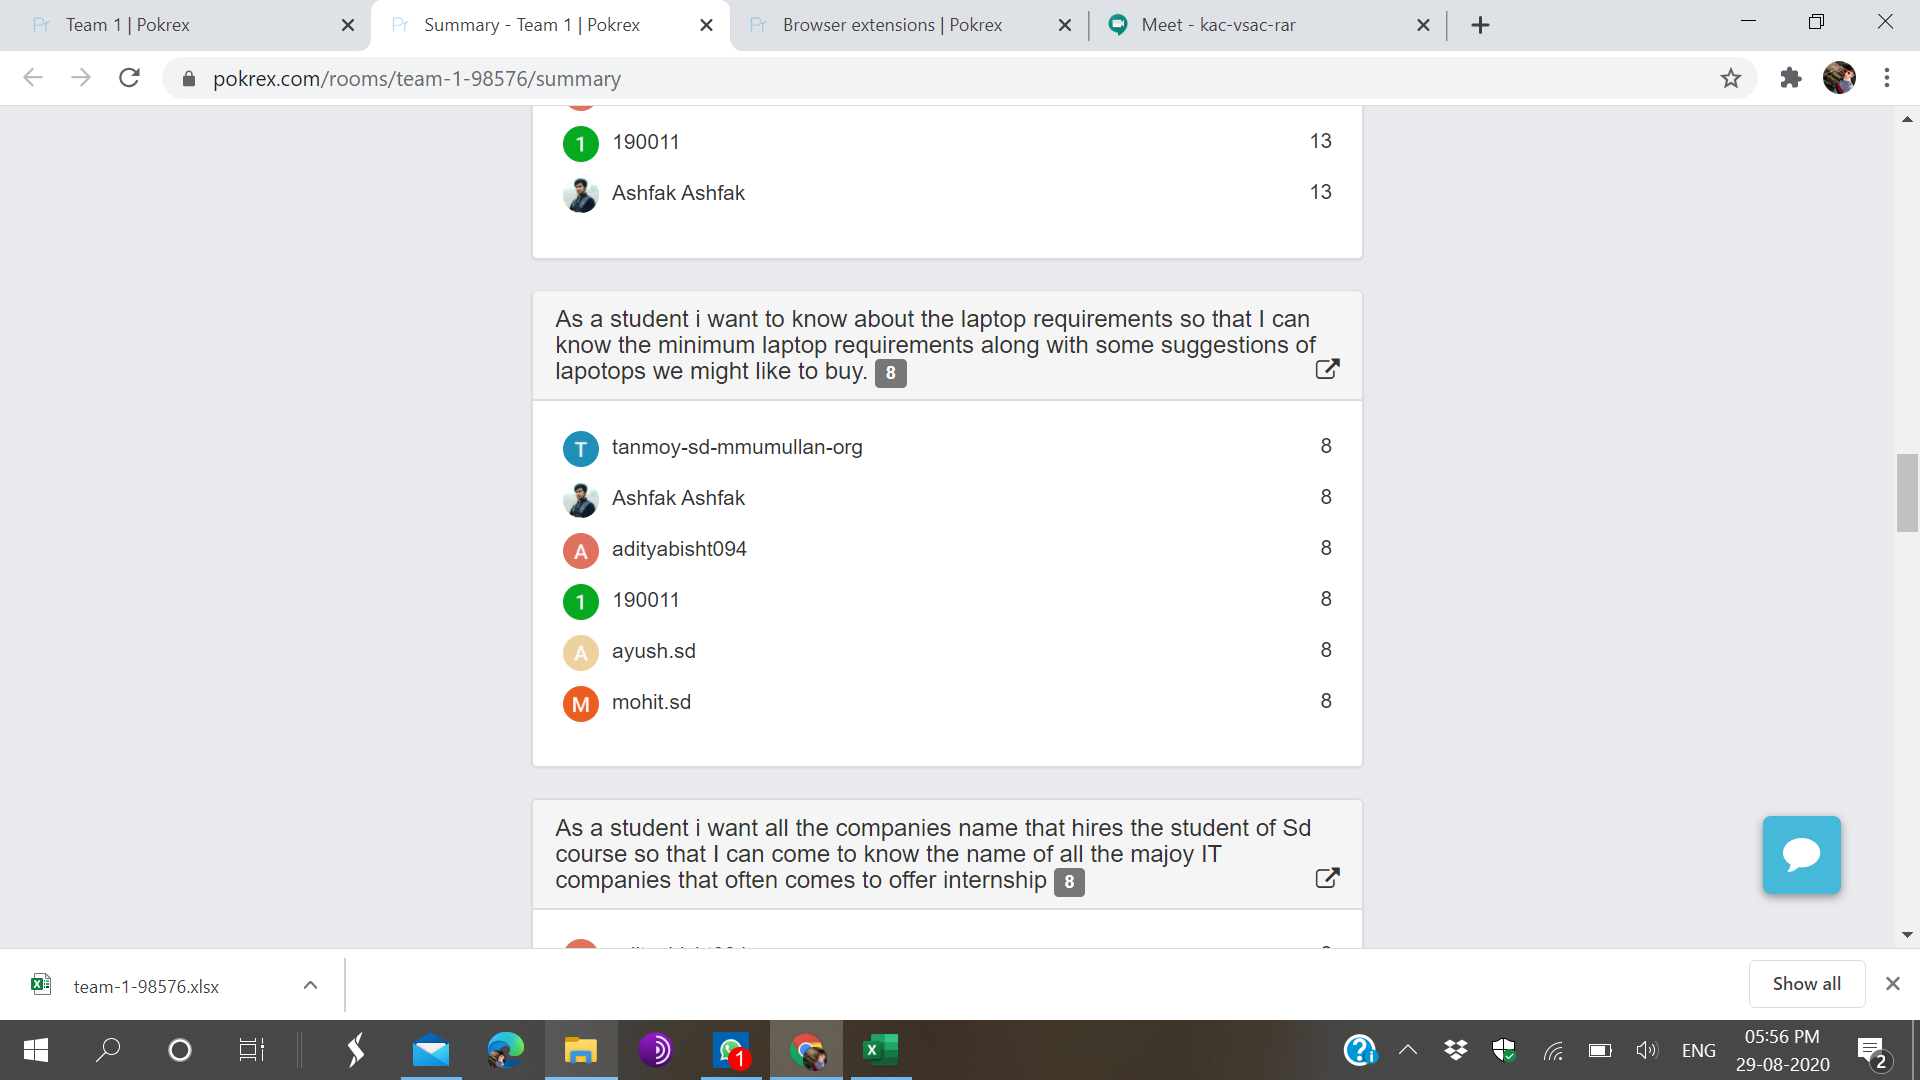 Pr Team 1 | Pokrex
Pr Summary - Team 1 | Pokrex
Pr Browser extensions | Pokrex
Meet - kac-vsac-rar
pokrex.com/rooms/team-1-98576/summary
1 190011 13
Ashfak Ashfak 13
As a student i want to know about the laptop requirements so that I can
know the minimum laptop requirements along with some suggestions of
lapotops we might like to buy. 8
T tanmoy-sd-mmumullan-org 8
Ashfak Ashfak 8
A adityabisht094 8
1 190011 8
A ayush.sd 8
M mohit.sd 8
As a student i want all the companies name that hires the student of Sd
course so that I can come to know the name of all the majoy IT
companies that often comes to offer internship 8
team-1-98576.xlsx
Show all
1
ENG
05:56 PM
29-08-2020
2